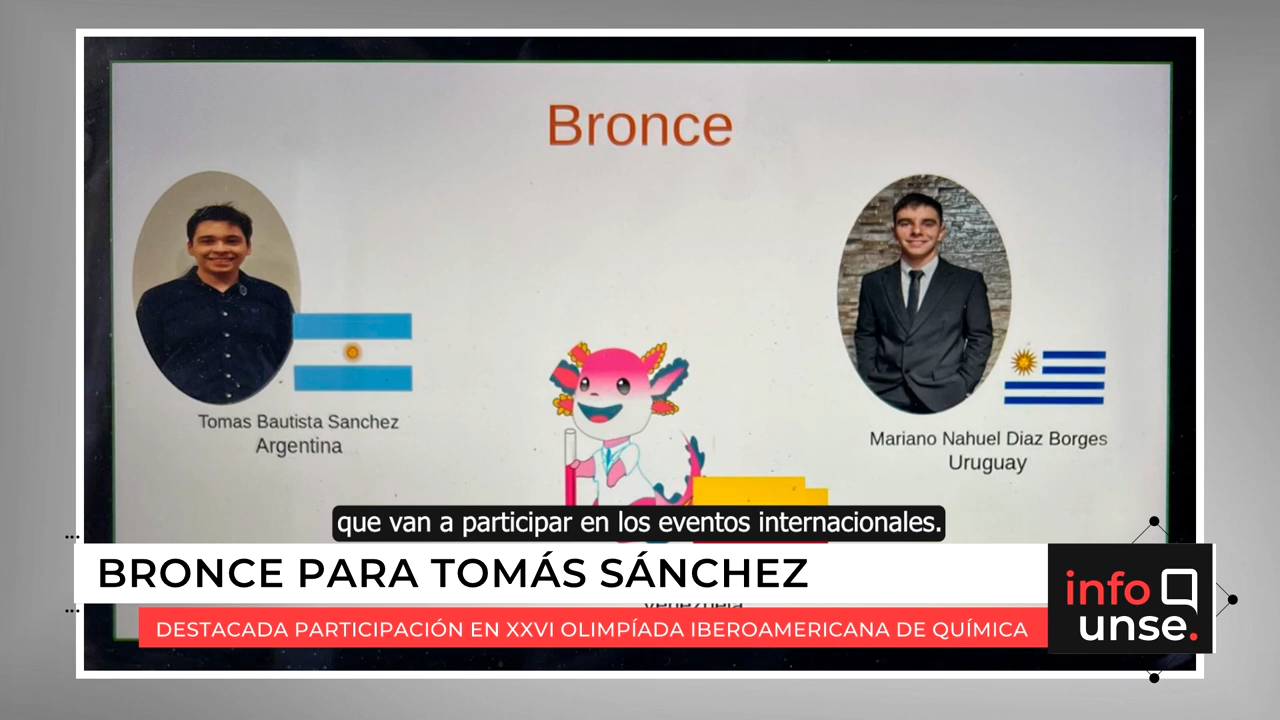 Bronce
Tomas Bautista Sanchez
Argentina
Mariano Nahuel Diaz Borges
Uruguay
que van a participar en los eventos internacionales.
BRONCE PARA TOMÁS SÁNCHEZ
Venezuela
DESTACADA PARTICIPACIÓN EN XXVI OLIMPÍADA IBEROAMERICANA DE QUÍMICA
info
unse.